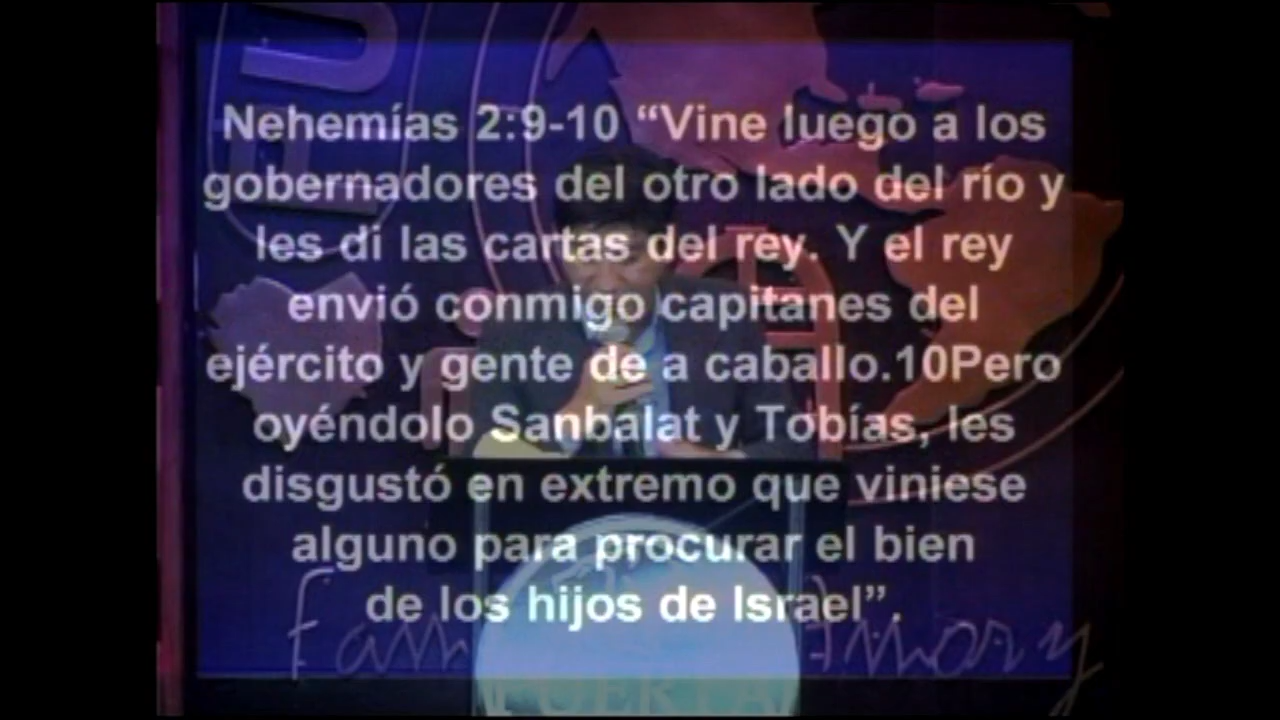 Nehemías 2:9-10 “Vine luego a los
gobernadores del otro lado del río y
les di las cartas del rey. Y el rey
envió conmigo capitanes del
ejército y gente de a caballo.10Pero
oyéndolo Sanbalat y Tobías, les
disgustó en extremo que viniese
alguno para procurar el bien
de los hijos de Israel”.
PUERTA